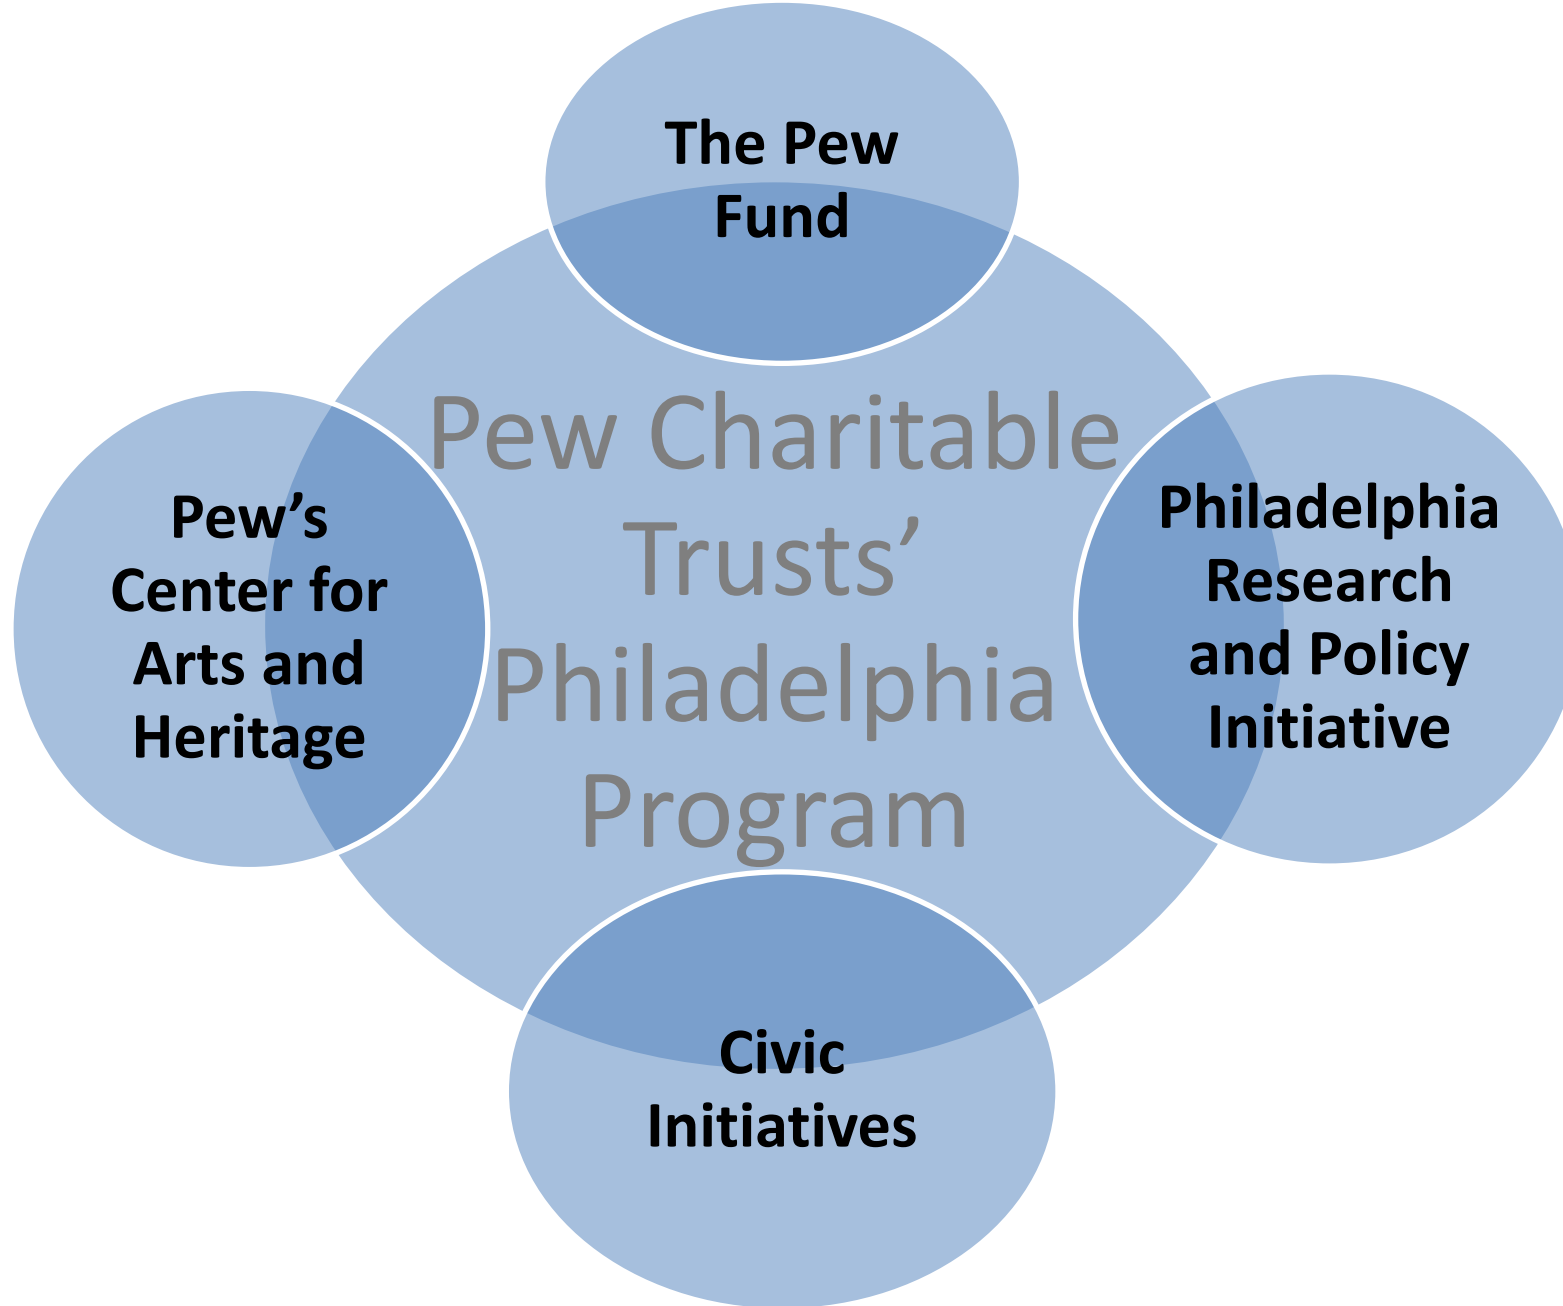 The Pew
Fund
Pew Charitable
Trusts’
Philadelphia
Program
Pew’s
Center for
Arts and
Heritage
Philadelphia
Research
and Policy
Initiative
Civic
Initiatives